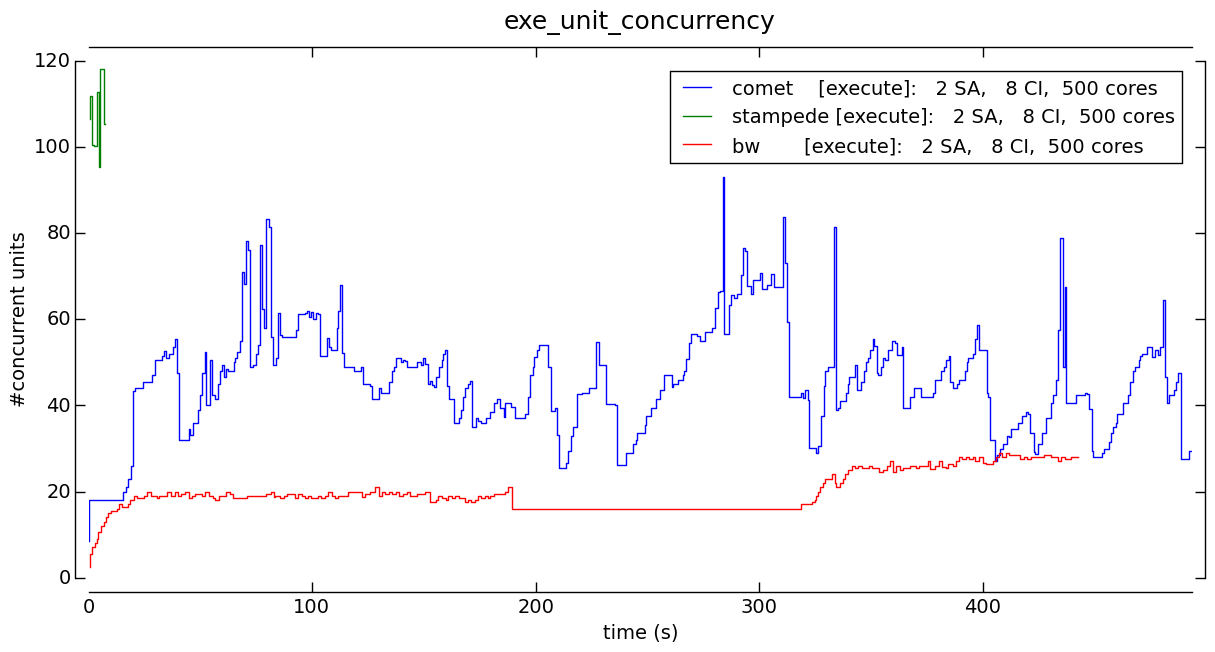 exe_unit_concurrency
120
100
80
60
40
20
0
#concurrent units
comet [execute]: 2 SA, 8 CI, 500 cores
stampede [execute]: 2 SA, 8 CI, 500 cores
bw [execute]: 2 SA, 8 CI, 500 cores
0 100 200 300 400
time (s)